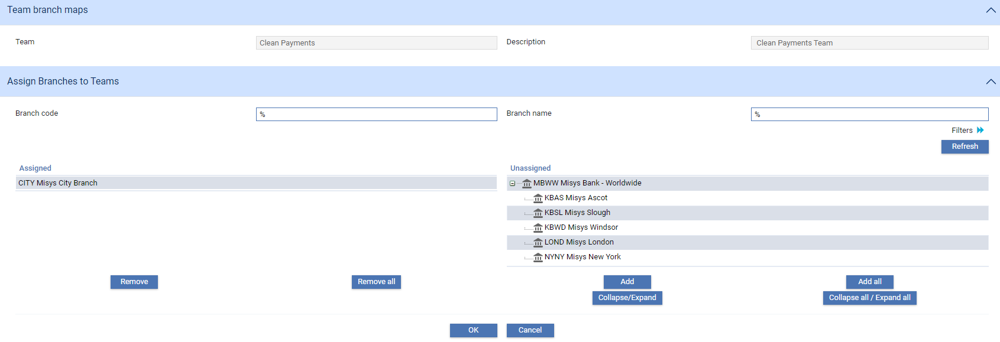 Team branch maps
Team Clean Payments Description Clean Payments Team
Assign Branches to Teams
Branch code % Branch name %
Filters
Refresh
Assigned Unassigned
CITY Misys City Branch MBWW Misys Bank - Worldwide
KBAS Misys Ascot
KBSL Misys Slough
KBWD Misys Windsor
LOND Misys London
NYNY Misys New York
Remove Remove all Add Add all
Collapse/Expand Collapse all / Expand all
OK Cancel